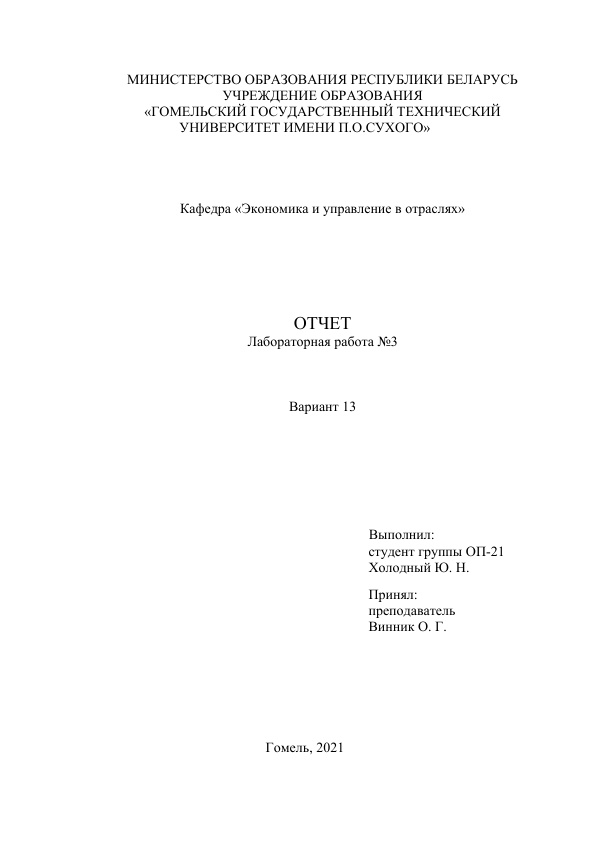 МИНИСТЕРСТВО ОБРАЗОВАНИЯ РЕСПУБЛИКИ БЕЛАРУСЬ
УЧРЕЖДЕНИЕ ОБРАЗОВАНИЯ
«ГОМЕЛЬСКИЙ ГОСУДАРСТВЕННЫЙ ТЕХНИЧЕСКИЙ
УНИВЕРСИТЕТ ИМЕНИ П.О.СУХОГО»
Кафедра «Экономика и управление в отраслях»
ОТЧЕТ
Лабораторная работа №3
Вариант 13
Выполнил:
студент группы ОП-21
Холодный Ю. Н.
Принял:
преподаватель
Винник О. Г.
Гомель, 2021